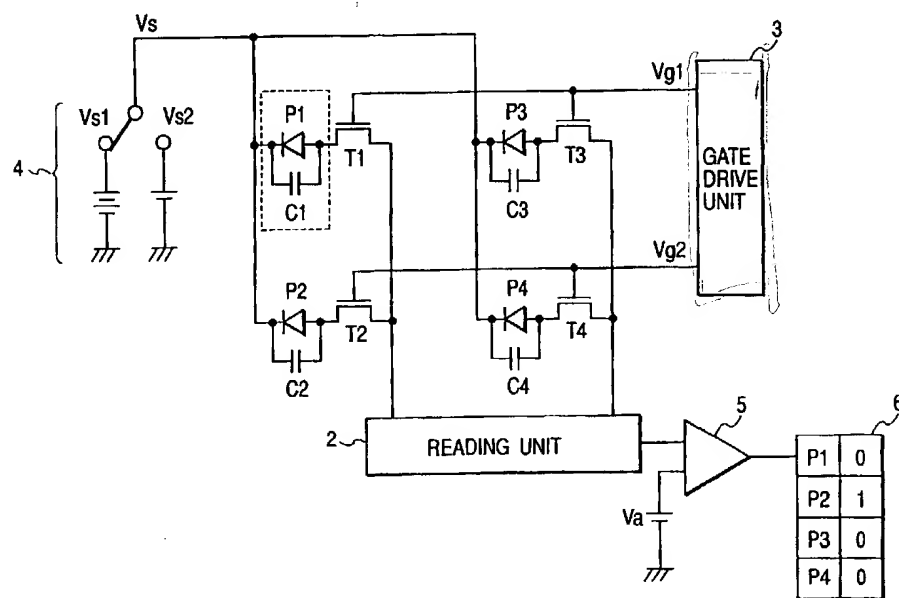 Vs
3
Vg1
Vs1
Vs2
4
P1
T1
C1
P3
T3
C3
GATE
DRIVE
UNIT
Vg2
P2
T2
C2
P4
T4
C4
2
READING UNIT
5
6
Va
P1 0
P2 1
P3 0
P4 0